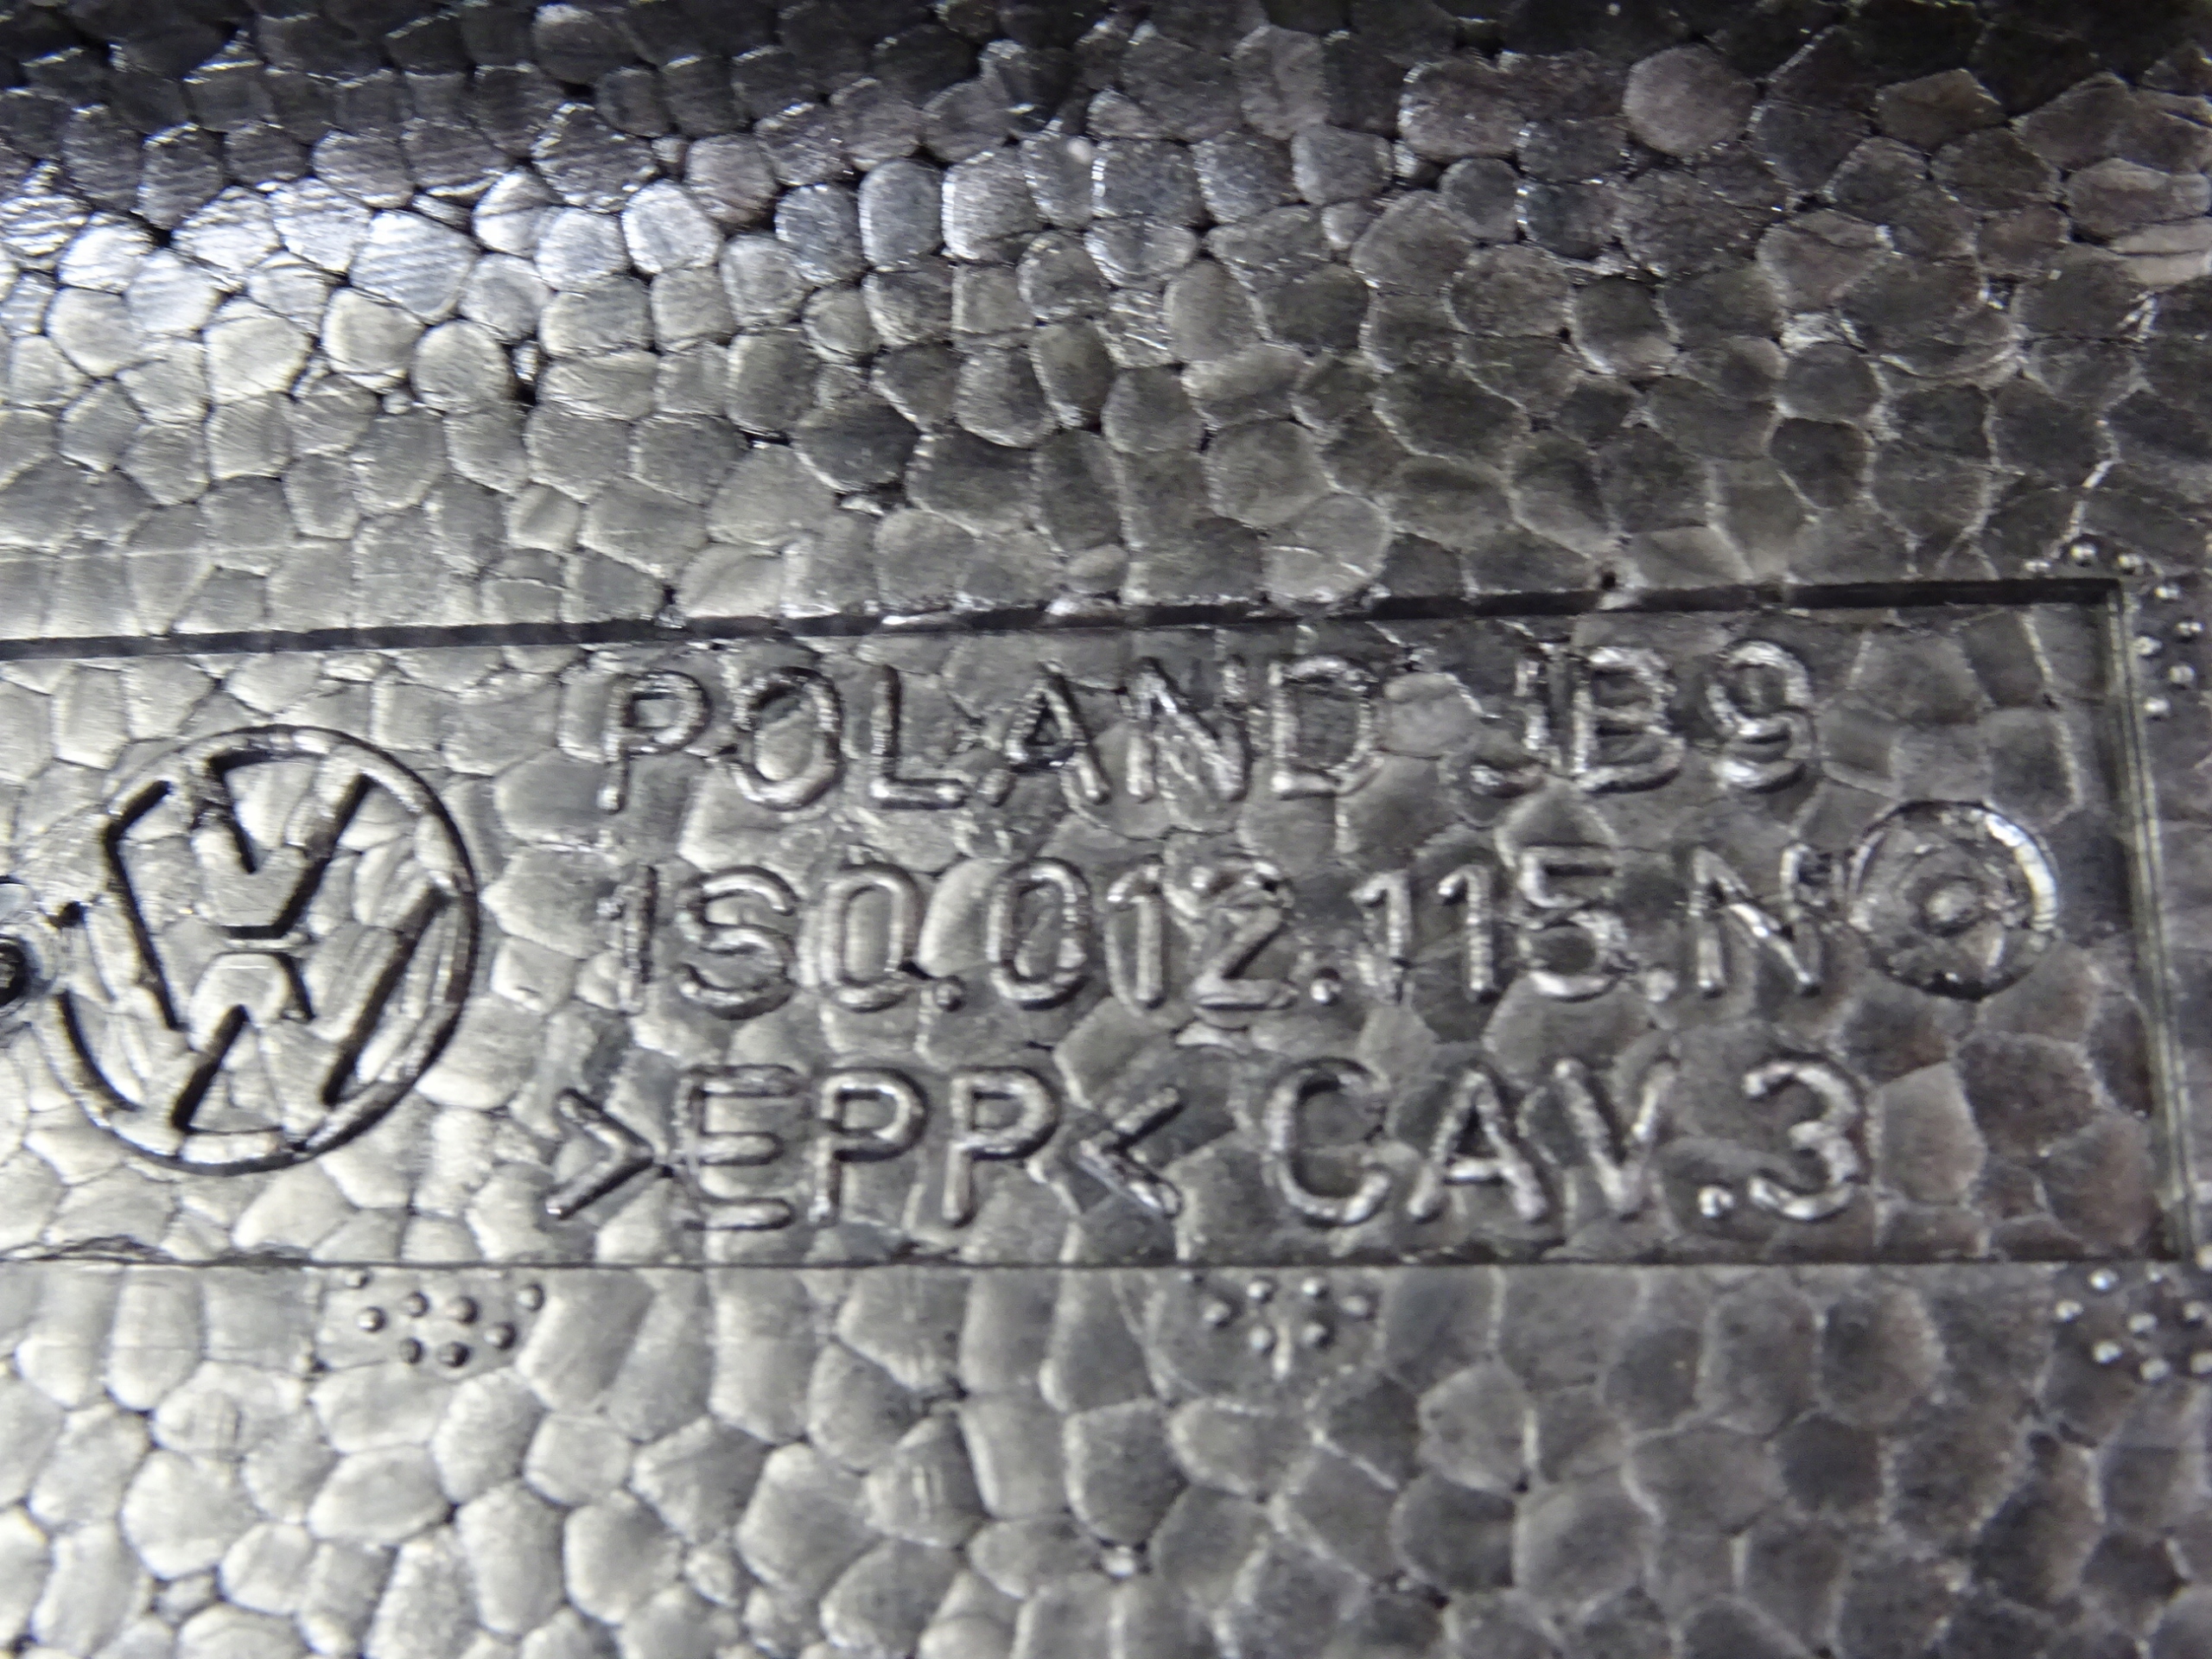 POLAND JB9
1S0.012.115.N
>EPP< CAV.3